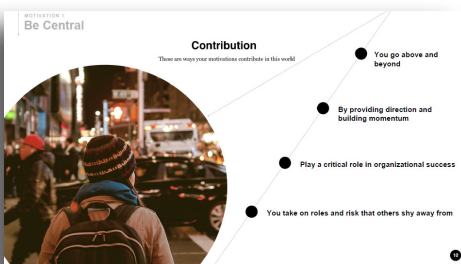 MOTIVATION 1
Be Central
Contribution
These are ways your motivations contribute in this world
You go above and
beyond
By providing direction and
building momentum
Play a critical role in organizational success
You take on roles and risk that others shy away from
10